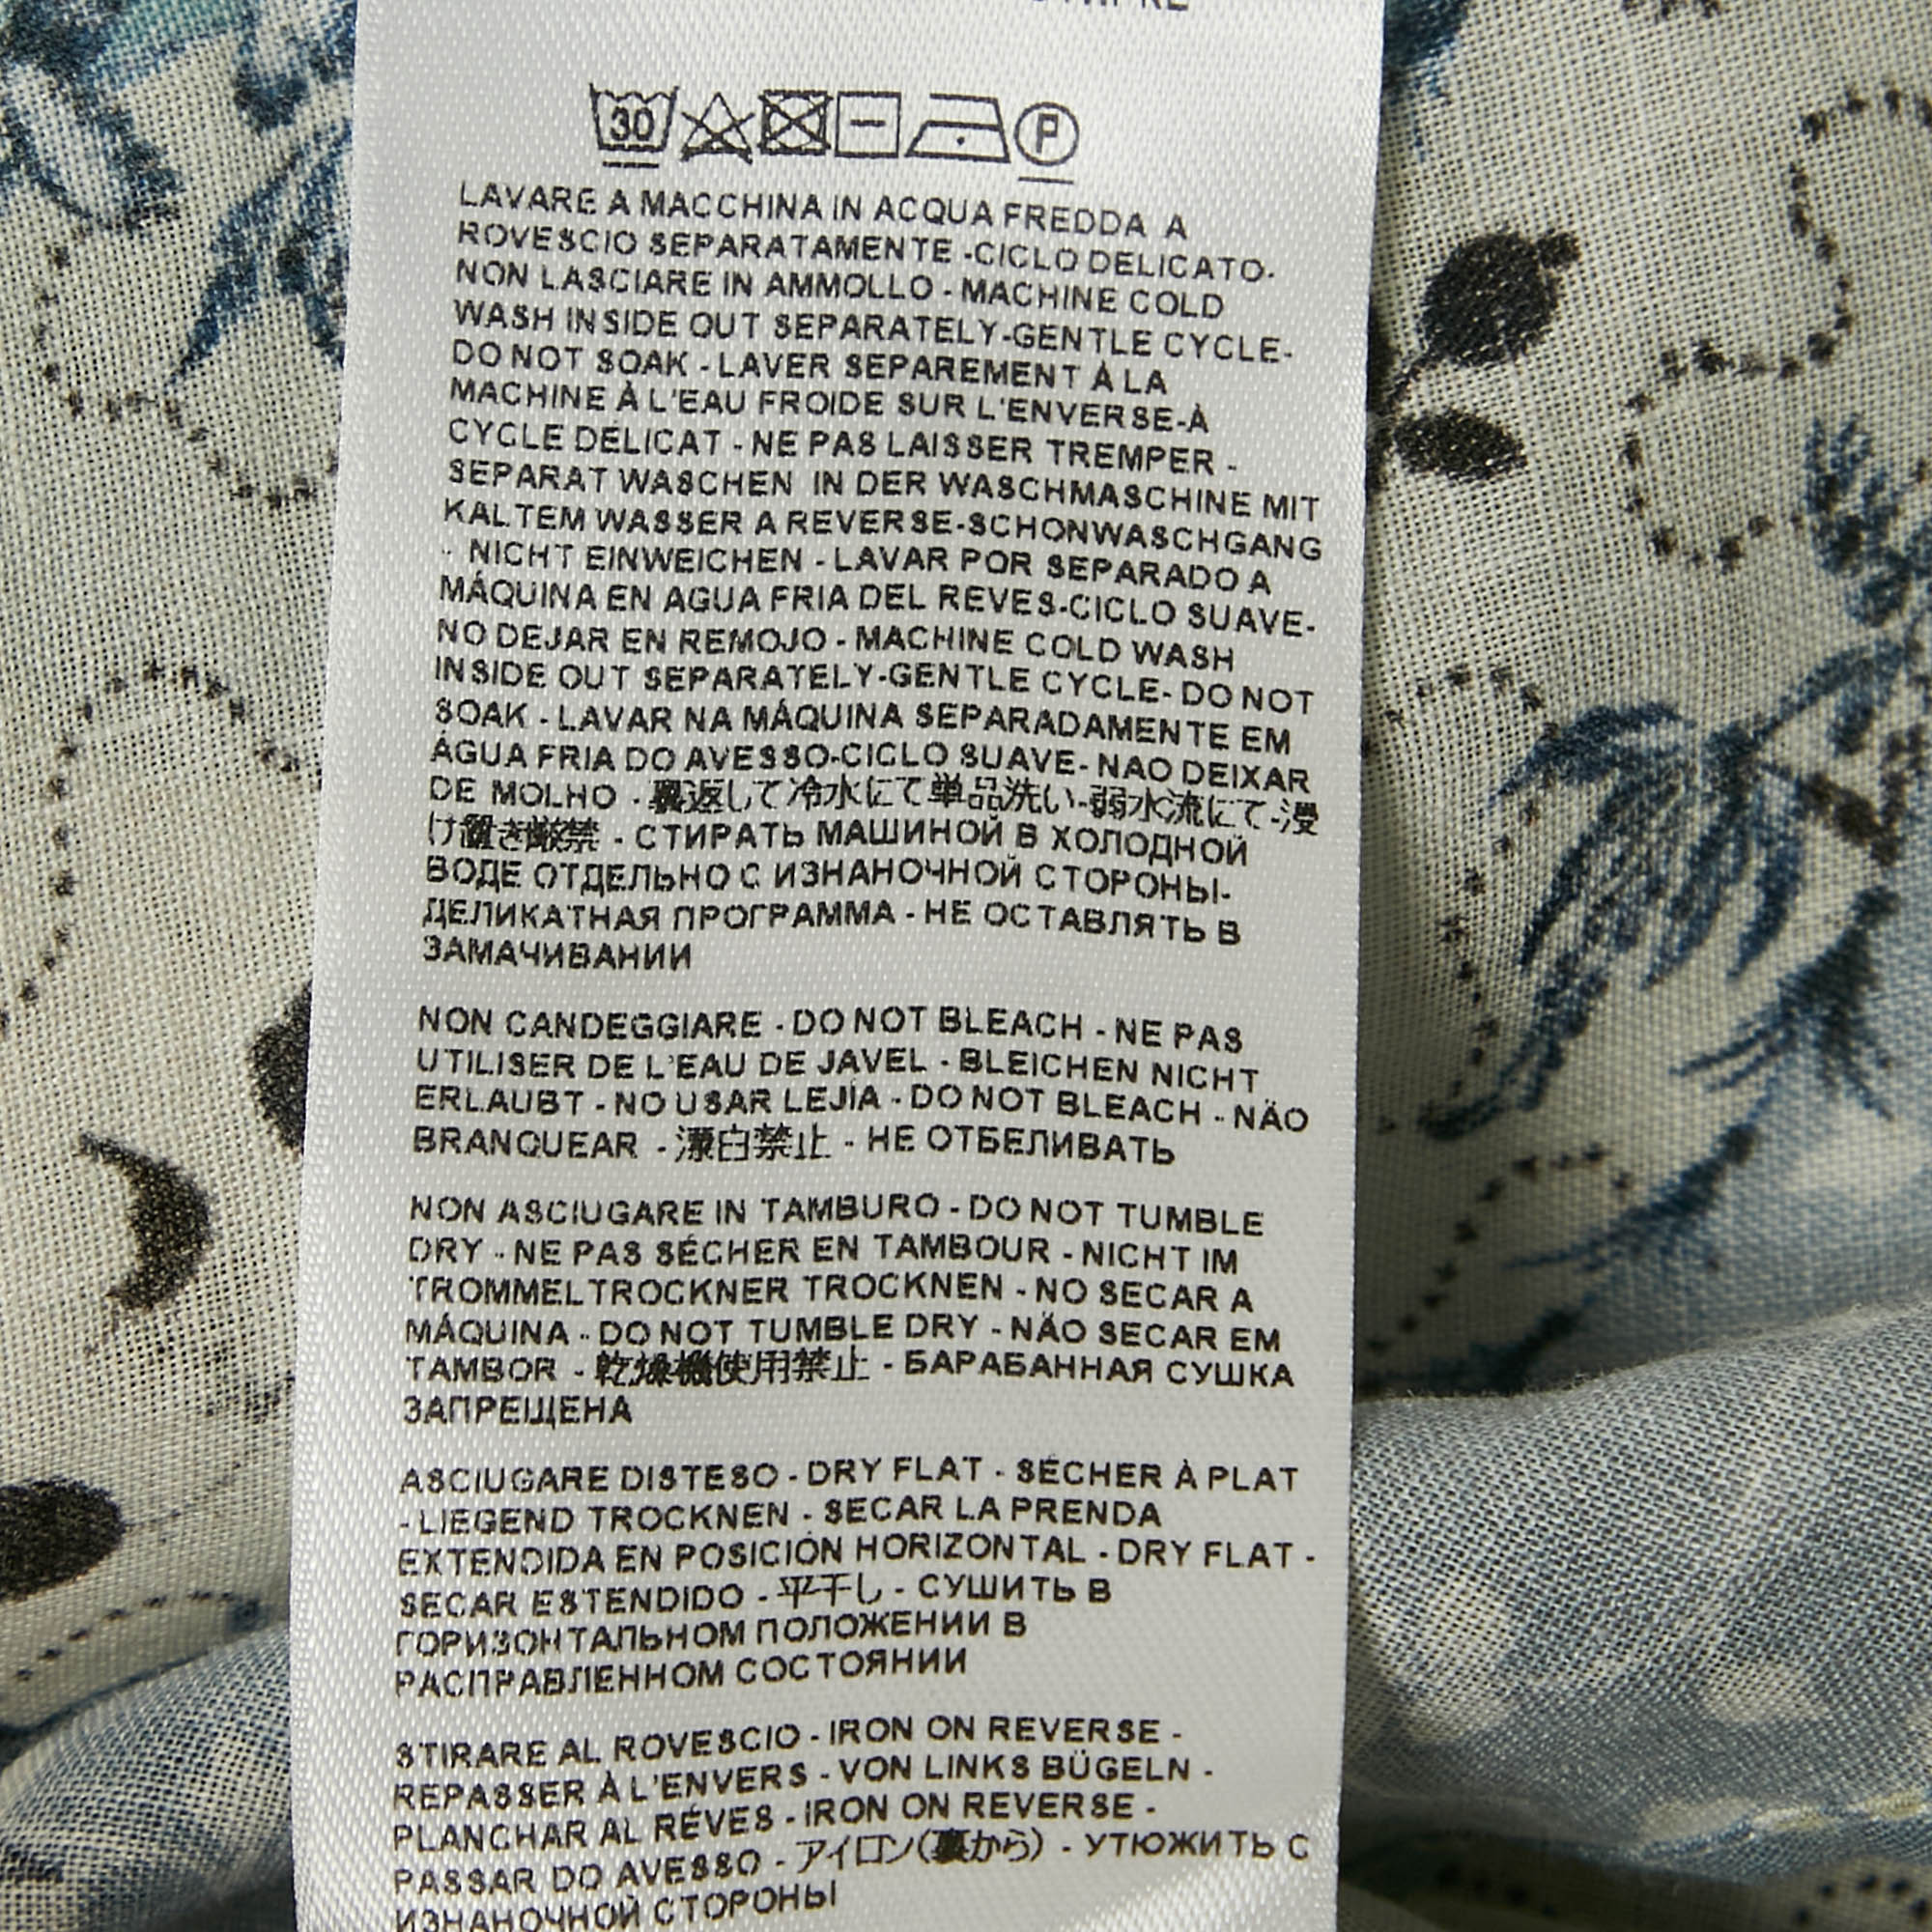 30
P
LAVARE A MACCHINA IN ACQUA FREDDA A
ROVESCIO SEPARATAMENTE -CICLO DELICATO-
NON LASCIARE IN AMMOLLO - MACHINE COLD
WASH INSIDE OUT SEPARATELY-GENTLE CYCLE-
DO NOT SOAK - LAVER SEPAREMENT À LA
MACHINE À L'EAU FROIDE SUR L'ENVERSE-À
CYCLE DELICAT - NE PAS LAISSER TREMPER -
SEPARAT WASCHEN IN DER WASCHMASCHINE MIT
KALTEM WASSER A REVERSE-SCHONWASCHGANG
- NICHT EINWEICHEN - LAVAR POR SEPARADO A
MÁQUINA EN AGUA FRIA DEL REVES-CICLO SUAVE-
NO DEJAR EN REMOJO - MACHINE COLD WASH
INSIDE OUT SEPARATELY-GENTLE CYCLE- DO NOT
SOAK - LAVAR NA MÁQUINA SEPARADAMENTE EM
ÁGUA FRIA DO AVESSO-CICLO SUAVE- NAO DEIXAR
DE MOLHO - 裏返して冷水にて単品洗い-弱水流にて-浸
け置き厳禁 - СТИРАТЬ МАШИНОЙ В ХОЛОДНОЙ
ВОДЕ ОТДЕЛЬНО С ИЗНАНОЧНОЙ СТОРОНЫ-
ДЕЛИКАТНАЯ ПРОГРАММА - НЕ ОСТАВЛЯТЬ В
ЗАМАЧИВАНИИ
NON CANDEGGIARE - DO NOT BLEACH - NE PAS
UTILISER DE L'EAU DE JAVEL - BLEICHEN NICHT
ERLAUBT - NO USAR LEJÍA - DO NOT BLEACH - NÃO
BRANQUEAR - 漂白禁止 - НЕ ОТБЕЛИВАТЬ
NON ASCIUGARE IN TAMBURO - DO NOT TUMBLE
DRY - NE PAS SÉCHER EN TAMBOUR - NICHT IM
TROMMELTROCKNER TROCKNEN - NO SECAR A
MÁQUINA - DO NOT TUMBLE DRY - NÃO SECAR EM
TAMBOR - 乾燥機使用禁止 - БАРАБАННАЯ СУШКА
ЗАПРЕЩЕНА
ASCIUGARE DISTESO - DRY FLAT - SÉCHER À PLAT
- LIEGEND TROCKNEN - SECAR LA PRENDA
EXTENDIDA EN POSICIÓN HORIZONTAL - DRY FLAT -
SECAR ESTENDIDO - 平干し - СУШИТЬ В
ГОРИЗОНТАЛЬНОМ ПОЛОЖЕНИИ В
РАСПРАВЛЕННОМ СОСТОЯНИИ
STIRARE AL ROVESCIO - IRON ON REVERSE -
REPASSER À L'ENVERS - VON LINKS BÜGELN -
PLANCHAR AL RÉVES - IRON ON REVERSE -
PASSAR DO AVESSO - アイロン(裏から) - УТЮЖИТЬ С
ИЗНАНОЧНОЙ СТОРОНЫ